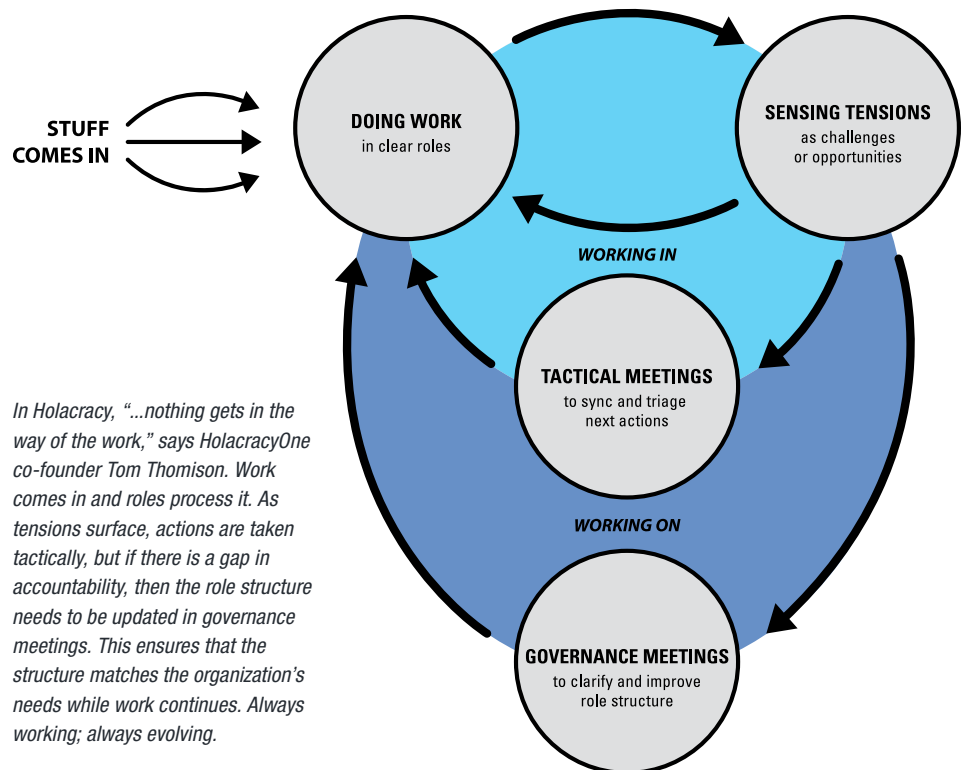 STUFF
COMES IN
DOING WORK
in clear roles
SENSING TENSIONS
as challenges
or opportunities
WORKING IN
TACTICAL MEETINGS
to sync and triage
next actions
WORKING ON
GOVERNANCE MEETINGS
to clarify and improve
role structure
In Holacracy, “...nothing gets in the
way of the work,” says HolacracyOne
co-founder Tom Thomison. Work
comes in and roles process it. As
tensions surface, actions are taken
tactically, but if there is a gap in
accountability, then the role structure
needs to be updated in governance
meetings. This ensures that the
structure matches the organization’s
needs while work continues. Always
working; always evolving.